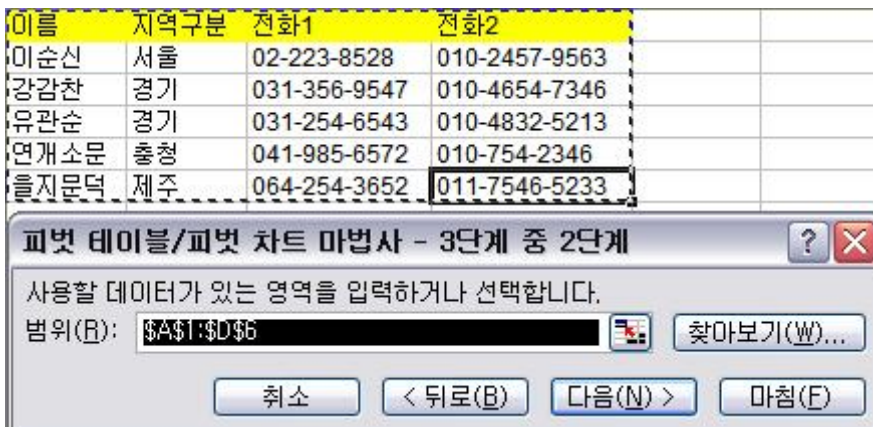 이름 지역구분 전화1 전화2
이순신 서울 02-223-8528 010-2457-9563
강감찬 경기 031-356-9547 010-4654-7346
유관순 경기 031-254-6543 010-4832-5213
연개소문 충청 041-985-6572 010-754-2346
을지문덕 제주 064-254-3652 011-7546-5233
피벗 테이블/피벗 차트 마법사 - 3단계 중 2단계
사용할 데이터가 있는 영역을 입력하거나 선택합니다.
범위(R): $A$1:$D$6 찾아보기(W)...
취소 < 뒤로(B) 다음(N) > 마침(F)